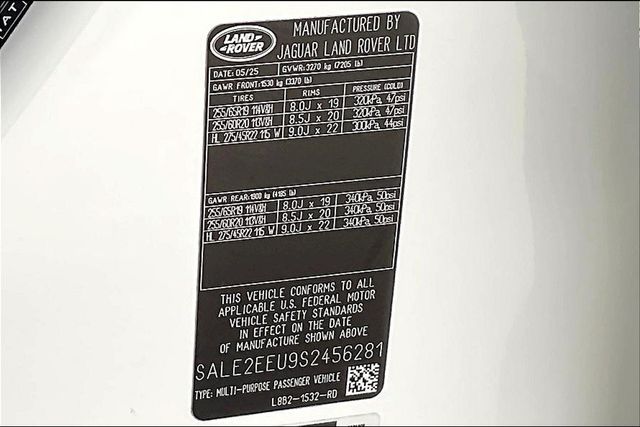 LAND-
-ROVER
MANUFACTURED BY
JAGUAR LAND ROVER LTD
DATE: 05/25 GVWR: 3270 kg (7205 lb)
GAWR FRONT: 1530 kg (3370 lb)
TIRES RIMS PRESSURE (COLD)
255/65R19 114V&H 8.0J x 19 320kPa, 47psi
255/60R20 113V&H 8.5J x 20 320kPa, 47psi
HL 275/45R22 115 W 9.0J x 22 300kPa, 44psi
GAWR REAR: 1900 kg (4185 lb)
255/65R19 114V&H 8.0J x 19 340kPa, 50psi
255/60R20 113V&H 8.5J x 20 340kPa, 50psi
HL 275/45R22 115 W 9.0J x 22 340kPa, 50psi
THIS VEHICLE CONFORMS TO ALL
APPLICABLE U.S. FEDERAL MOTOR
VEHICLE SAFETY STANDARDS
IN EFFECT ON THE DATE
OF MANUFACTURE SHOWN ABOVE
SALE2EEU9S2456281
TYPE: MULTI-PURPOSE PASSENGER VEHICLE
L8B2-1532-RD